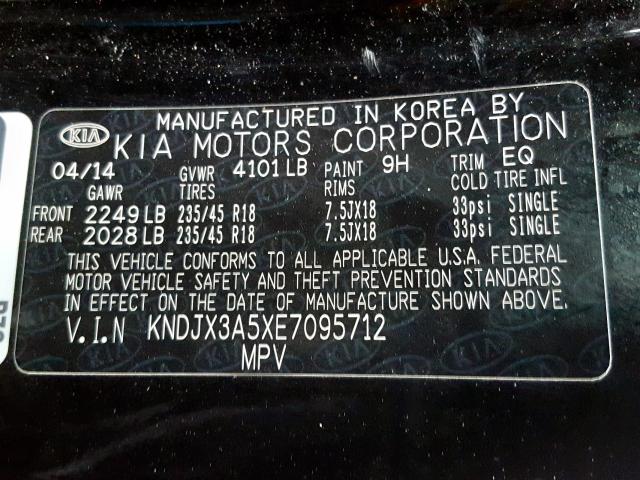 MANUFACTURED IN KOREA BY
KIA KIA MOTORS CORPORATION
04/14 GVWR 4101 LB PAINT 9H TRIM EQ
GAWR TIRES RIMS COLD TIRE INFL
FRONT 2249 LB 235/45 R18 7.5JX18 33psi SINGLE
REAR 2028 LB 235/45 R18 7.5JX18 33psi SINGLE
THIS VEHICLE CONFORMS TO ALL APPLICABLE U.S.A. FEDERAL
MOTOR VEHICLE SAFETY AND THEFT PREVENTION STANDARDS
IN EFFECT ON THE DATE OF MANUFACTURE SHOWN ABOVE.
V.I.N KNDJX3A5XE7095712
MPV